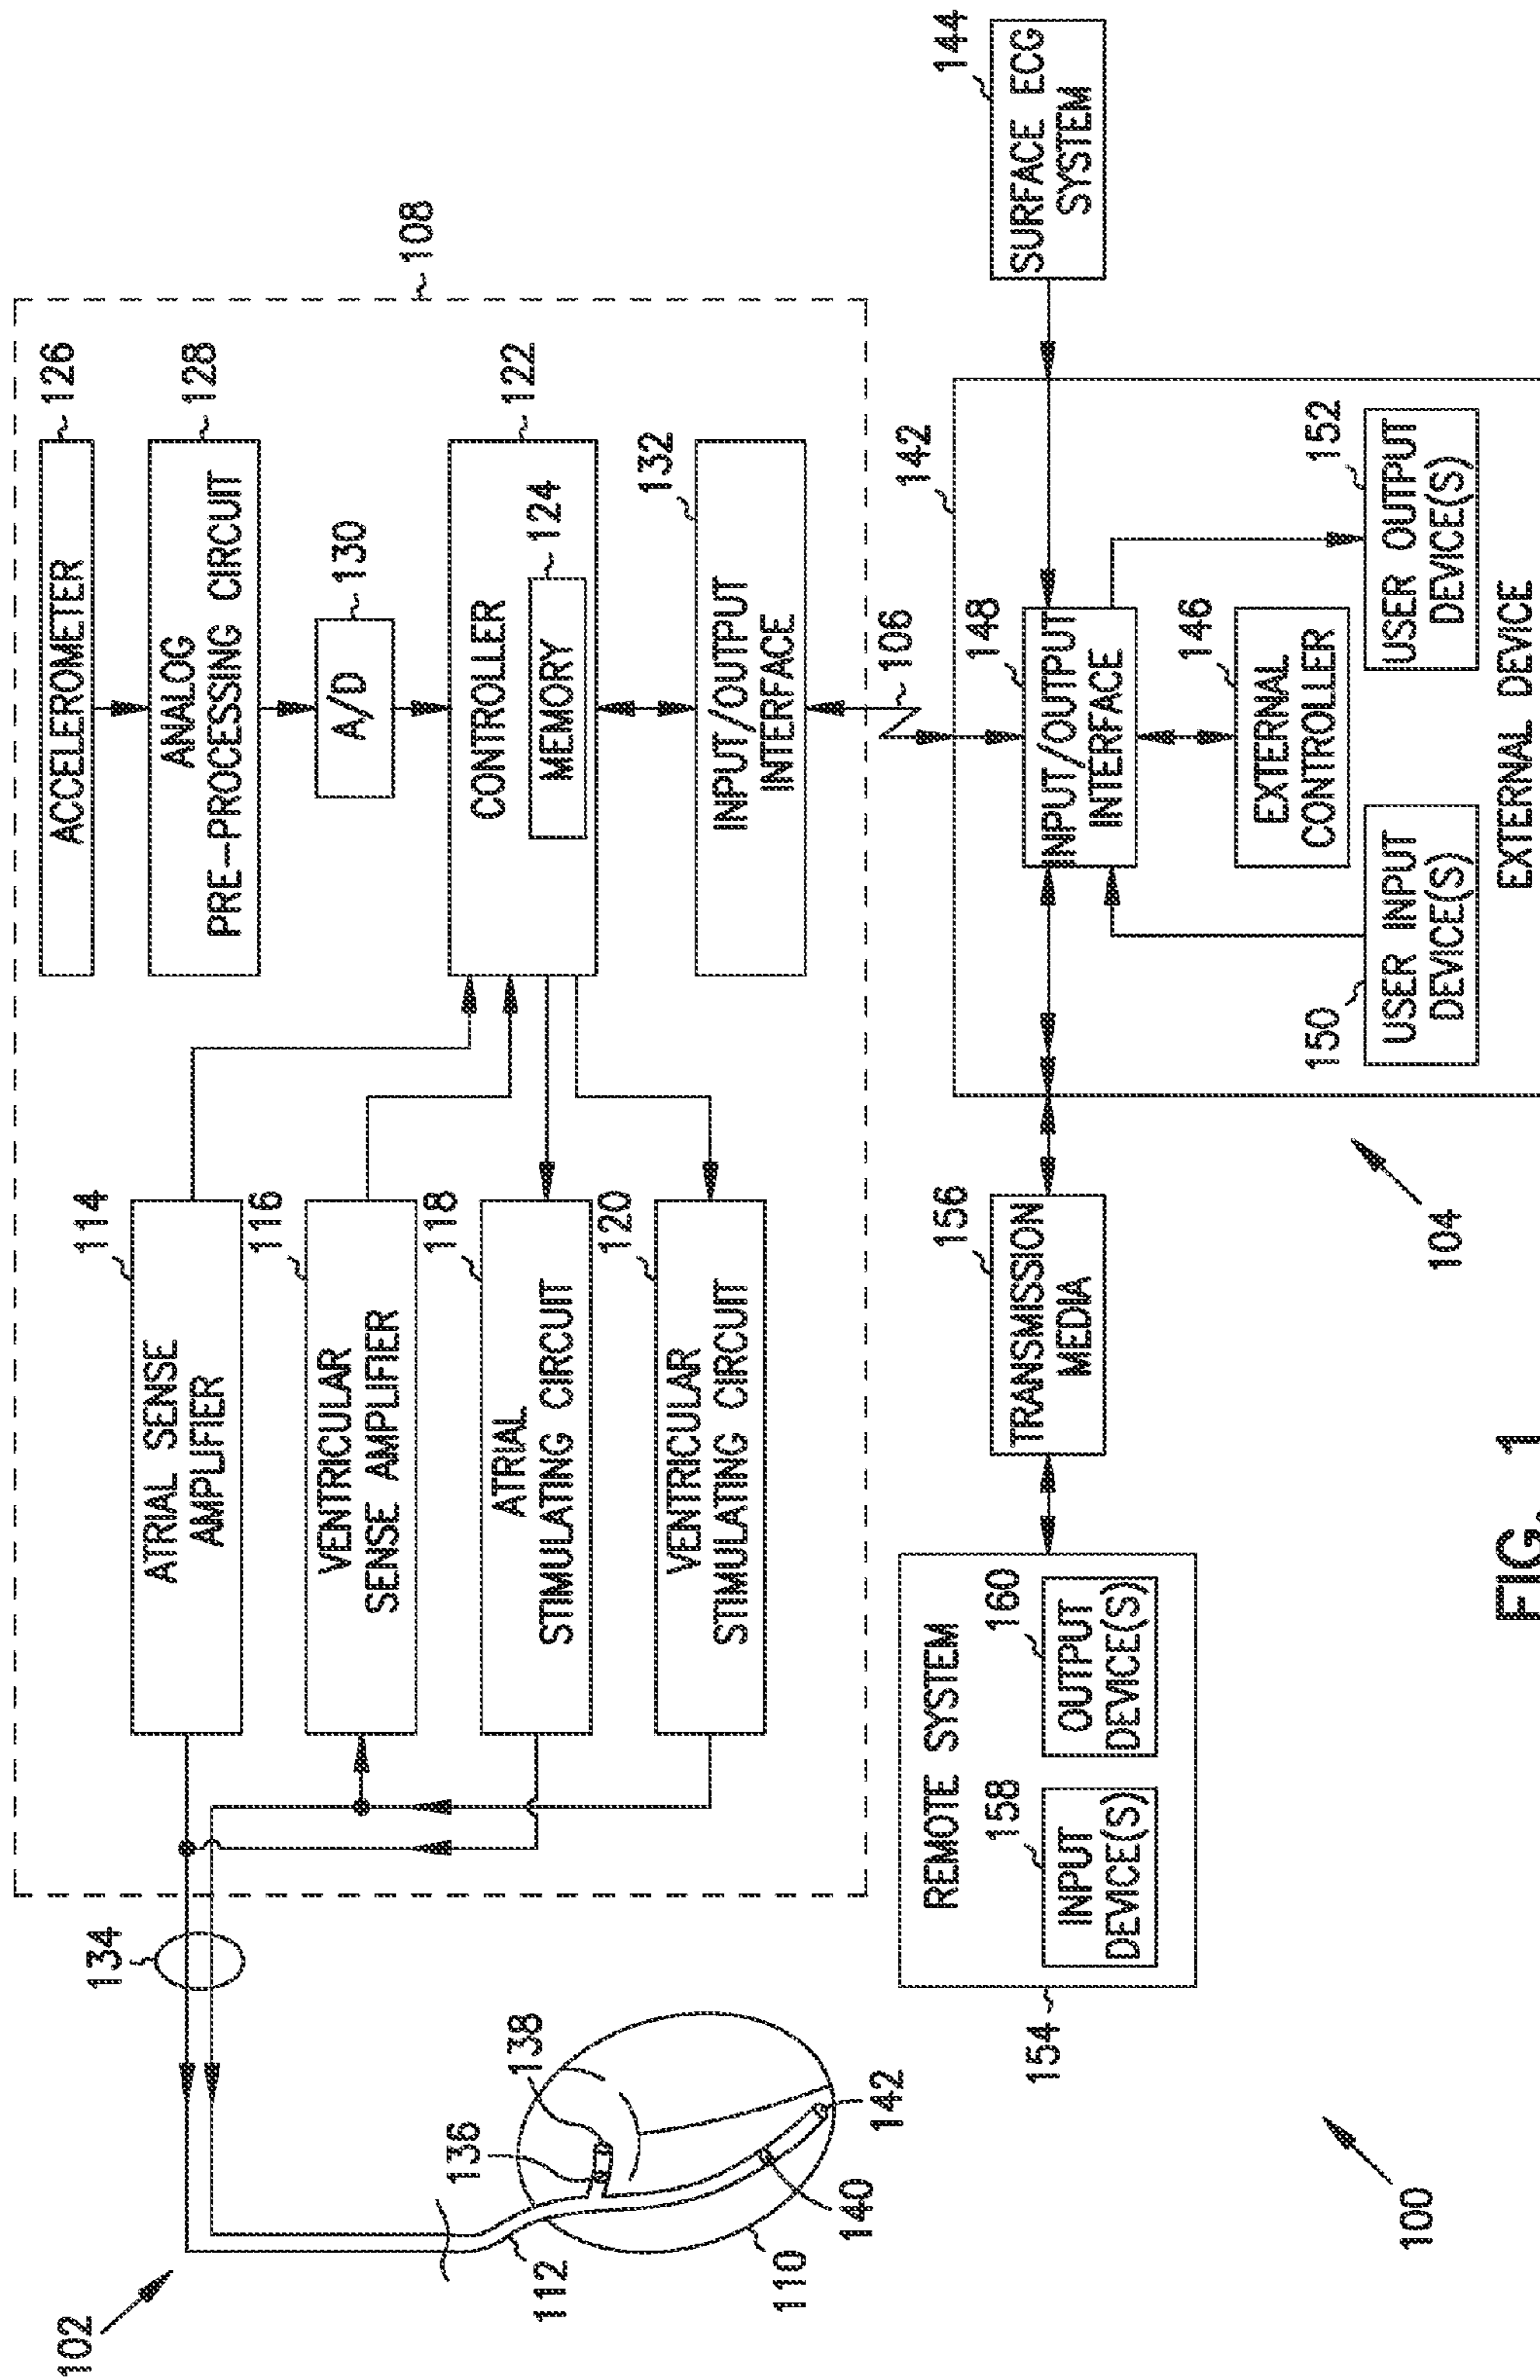 102
134
108
114
ATRIAL SENSE
AMPLIFIER
116
VENTRICULAR
SENSE AMPLIFIER
118
ATRIAL
STIMULATING CIRCUIT
120
VENTRICULAR
STIMULATING CIRCUIT
126
ACCELEROMETER
128
ANALOG
PRE-PROCESSING CIRCUIT
130
A/D
122
CONTROLLER
124
MEMORY
132
INPUT/OUTPUT
INTERFACE
112
136
138
110
140
142
106
154
REMOTE SYSTEM
158
INPUT
DEVICE(S)
160
OUTPUT
DEVICE(S)
156
TRANSMISSION
MEDIA
142
148
INPUT/OUTPUT
INTERFACE
146
EXTERNAL
CONTROLLER
150
USER INPUT
DEVICE(S)
152
USER OUTPUT
DEVICE(S)
EXTERNAL DEVICE
144
SURFACE ECG
SYSTEM
100
104
FIG. 1